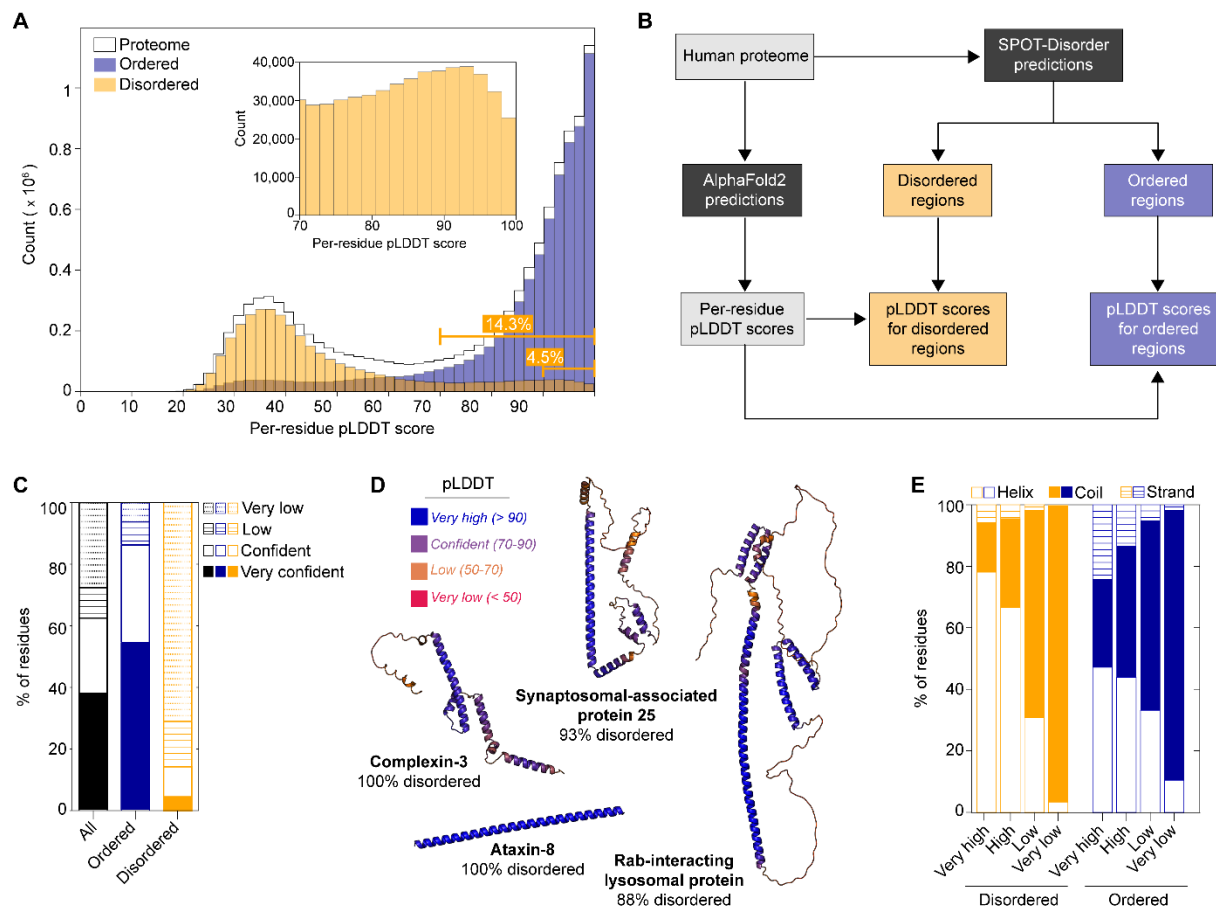 A
Proteome
Ordered
Disordered
Count ( x 10⁶)
1
0.8
0.6
0.4
0.2
0
0
10
20
30
40
50
60
70
80
90
Per-residue pLDDT score
14.3%
4.5%
Count
40,000
30,000
20,000
10,000
0
70
80
90
100
Per-residue pLDDT score
B
Human proteome
SPOT-Disorder
predictions
AlphaFold2
predictions
Disordered
regions
Ordered
regions
Per-residue
pLDDT scores
pLDDT scores
for disordered
regions
pLDDT scores
for ordered
regions
C
% of residues
100
80
60
40
20
0
All
Ordered
Disordered
Very low
Low
Confident
Very confident
D
pLDDT
Very high (> 90)
Confident (70-90)
Low (50-70)
Very low (< 50)
Synaptosomal-associated
protein 25
93% disordered
Complexin-3
100% disordered
Ataxin-8
100% disordered
Rab-interacting
lysosomal protein
88% disordered
E
Helix
Coil
Strand
% of residues
100
80
60
40
20
0
Very high
High
Low
Very low
Very high
High
Low
Very low
Disordered
Ordered